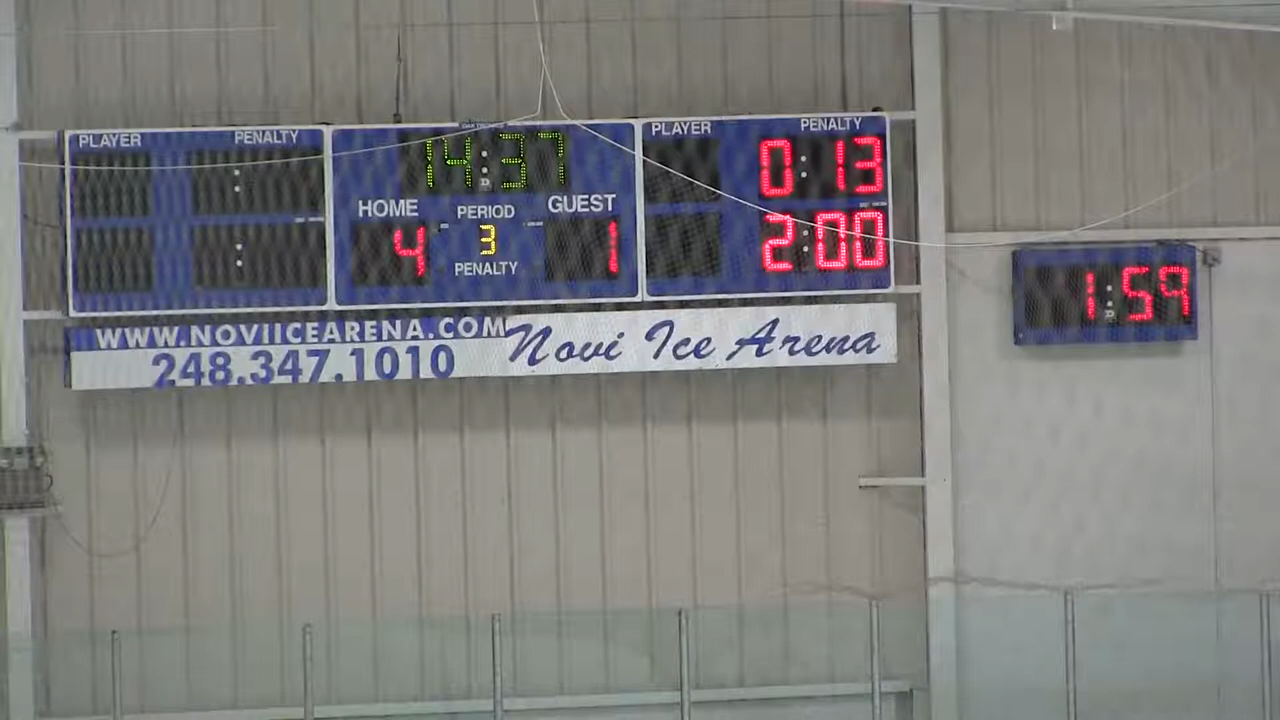 PLAYER PENALTY
14:37
PLAYER PENALTY
0:13
HOME PERIOD GUEST
4 3 1
PENALTY
2:00
1:59
WWW.NOVIICEARENA.COM
248.347.1010
Novi Ice Arena